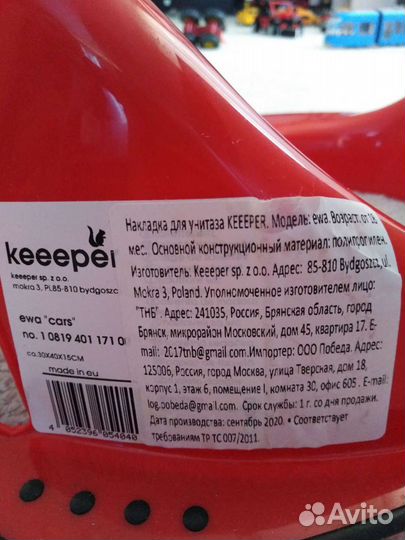 keeeper
keeeper sp. z o.o.
mokra 3, Pl.85-810 bydgoszc
ewa "cars"
no. 1 0819 401 171 0
ca.30X40X15CM
made in eu
4 052396 054040
Накладка для унитаза KEEEPER. Модель: ewa. Возраст: от 18
мес. Основной конструкционный материал: полипропилен.
Изготовитель: Keeeper sp. z o.o. Адрес: 85-810 Bydgoszcz, ul.
Mokra 3, Poland. Уполномоченное изготовителем лицо:
"ТНБ". Адрес: 241035, Россия, Брянская область, город
Брянск, микрорайон Московский, дом 45, квартира 17. E-
mail: 2017tnb@gmail.com.Импортер: ООО Победа. Адрес:
125006, Россия, город Москва, улица Тверская, дом 18,
корпус 1, этаж 6, помещение I, комната 30, офис 605 . E-mail:
log.pobeda@gmail.com. Срок службы: 1 г. со дня продажи.
Дата производства: сентябрь 2020. • Соответствует
требованиям ТР ТС 007/2011.
Avito